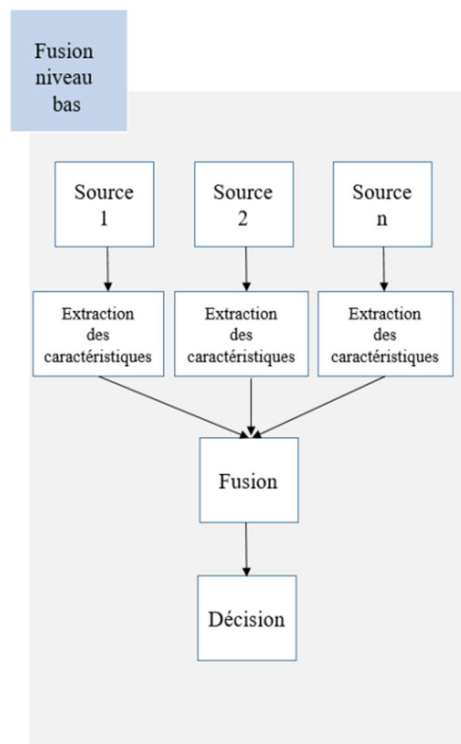 Fusion
niveau
bas
Source
1
Source
2
Source
n
Extraction
des
caractéristiques
Extraction
des
caractéristiques
Extraction
des
caractéristiques
Fusion
Décision